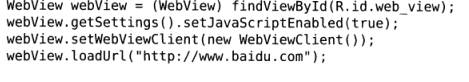 WebView webView = (WebView) findViewById(R.id.web_view);
webView.getSettings().setJavaScriptEnabled(true);
webView.setWebViewClient(new WebViewClient());
webView.loadUrl("http://www.baidu.com");